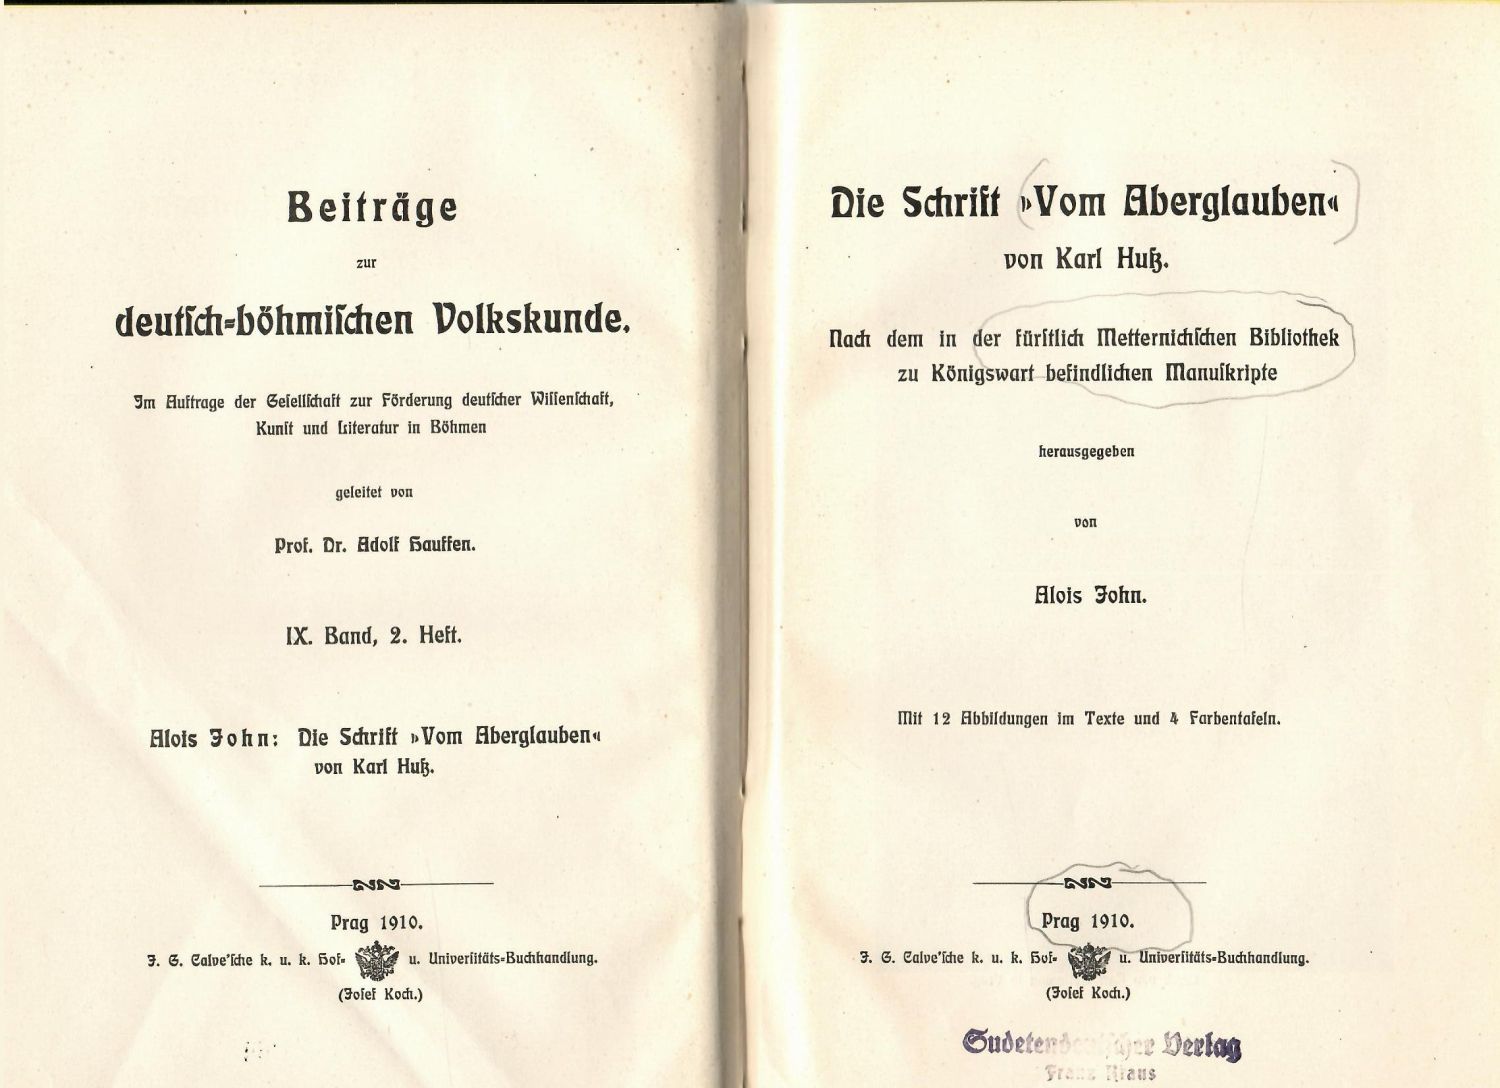 Beiträge
zur
deutſch-böhmiſchen Volkskunde.
Im Auftrage der Geſellſchaft zur Förderung deutſcher Wiſſenſchaft,
Kunſt und Literatur in Böhmen
geleitet von
Prof. Dr. Adolf Hauffen.
IX. Band, 2. Heft.
Alois John: Die Schrift »Vom Aberglauben«
von Karl Huß.
Prag 1910.
J. G. Calve'ſche k. u. k. Hof- u. Univerſitäts-Buchhandlung.
(Joſef Koch.)
Die Schrift »Vom Aberglauben«
von Karl Huß.
Nach dem in der fürſtlich Metternichſchen Bibliothek
zu Königswart befindlichen Manuſkripte
herausgegeben
von
Alois John.
Mit 12 Abbildungen im Texte und 4 Farbentafeln.
Prag 1910.
J. G. Calve'ſche k. u. k. Hof- u. Univerſitäts-Buchhandlung.
(Joſef Koch.)
Sudetendeutscher Verlag
Franz Kraus